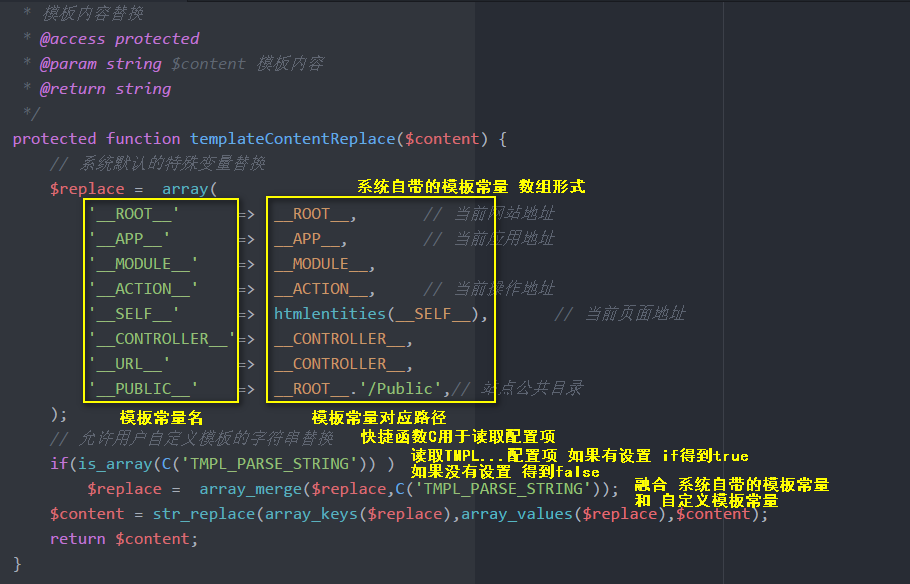 * 模板内容替换
* @access protected
* @param string $content 模板内容
* @return string
*/
protected function templateContentReplace($content) {
// 系统默认的特殊变量替换
$replace = array( 系统自带的模板常量 数组形式
'__ROOT__' => __ROOT__, // 当前网站地址
'__APP__' => __APP__, // 当前应用地址
'__MODULE__' => __MODULE__,
'__ACTION__' => __ACTION__, // 当前操作地址
'__SELF__' => htmlentities(__SELF__), // 当前页面地址
'__CONTROLLER__' => __CONTROLLER__,
'__URL__' => __CONTROLLER__,
'__PUBLIC__' => __ROOT__.'/Public',// 站点公共目录
); 模板常量名 模板常量对应路径
// 允许用户自定义模板的字符串替换 快捷函数C用于读取配置项
读取TMPL...配置项 如果有设置 if得到true
if(is_array(C('TMPL_PARSE_STRING')) )
如果没有设置 得到false
$replace = array_merge($replace,C('TMPL_PARSE_STRING')); 融合 系统自带的模板常量
和 自定义模板常量
$content = str_replace(array_keys($replace),array_values($replace),$content);
return $content;
}